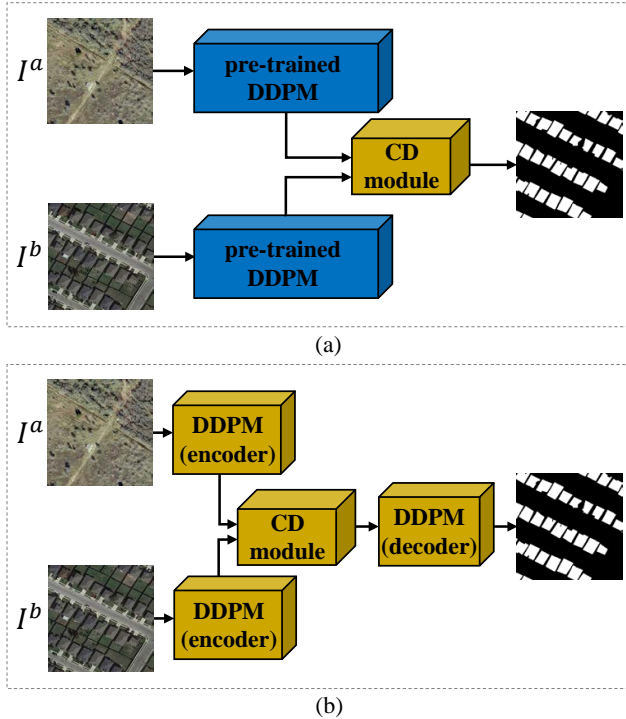 I^a
pre-trained
DDPM
CD
module
I^b
pre-trained
DDPM
(a)
I^a
DDPM
(encoder)
CD
module
DDPM
(decoder)
I^b
DDPM
(encoder)
(b)